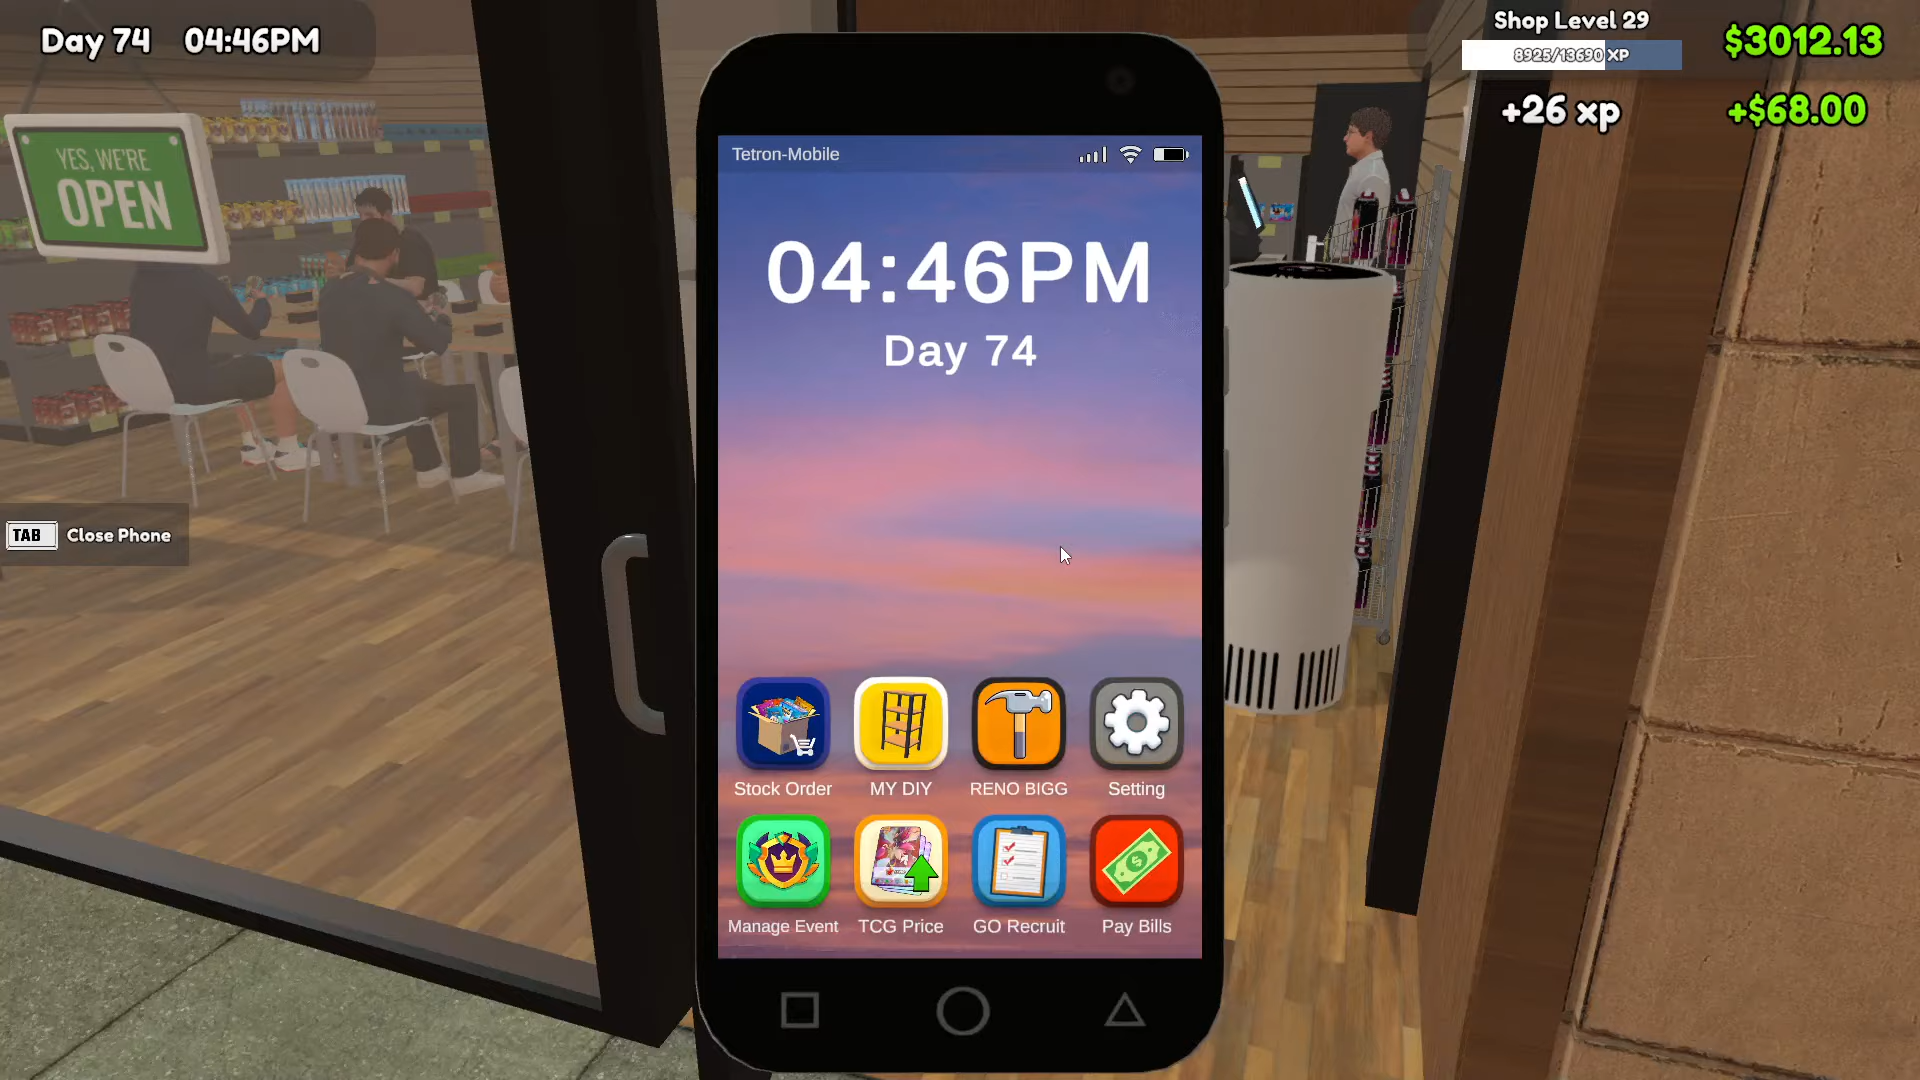 Day 74 04:46PM
Shop Level 29
8925/13690 XP
$3012.13
+26 xp
+$68.00
YES, WE'RE
OPEN
TAB Close Phone
Tetron-Mobile
04:46PM
Day 74
Stock Order
MY DIY
RENO BIGG
Setting
Manage Event
TCG Price
GO Recruit
Pay Bills